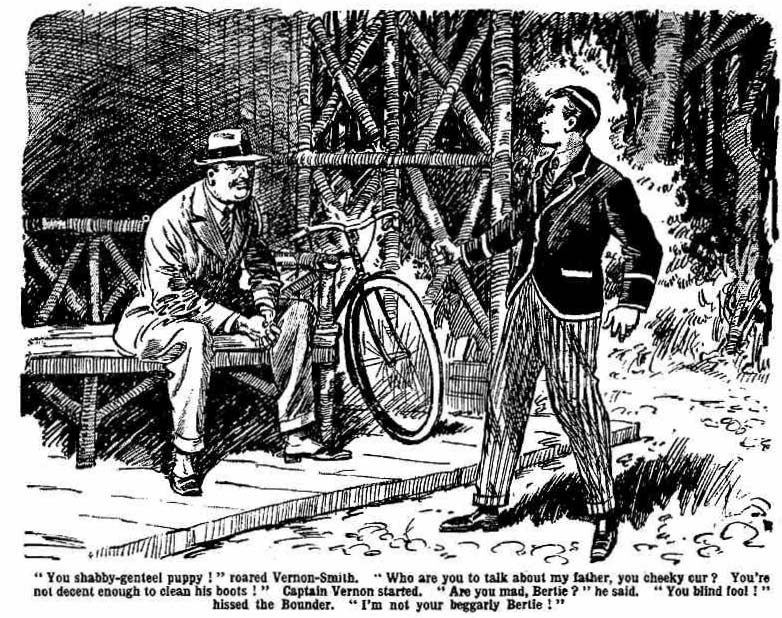 “ You shabby-genteel puppy ! ” roared Vernon-Smith. “ Who are you to talk about my father, you cheeky cur ? You’re
not decent enough to clean his boots ! ” Captain Vernon started. “ Are you mad, Bertie ? ” he said. “ You blind fool ! ”
hissed the Bounder. “ I’m not your beggarly Bertie ! ”